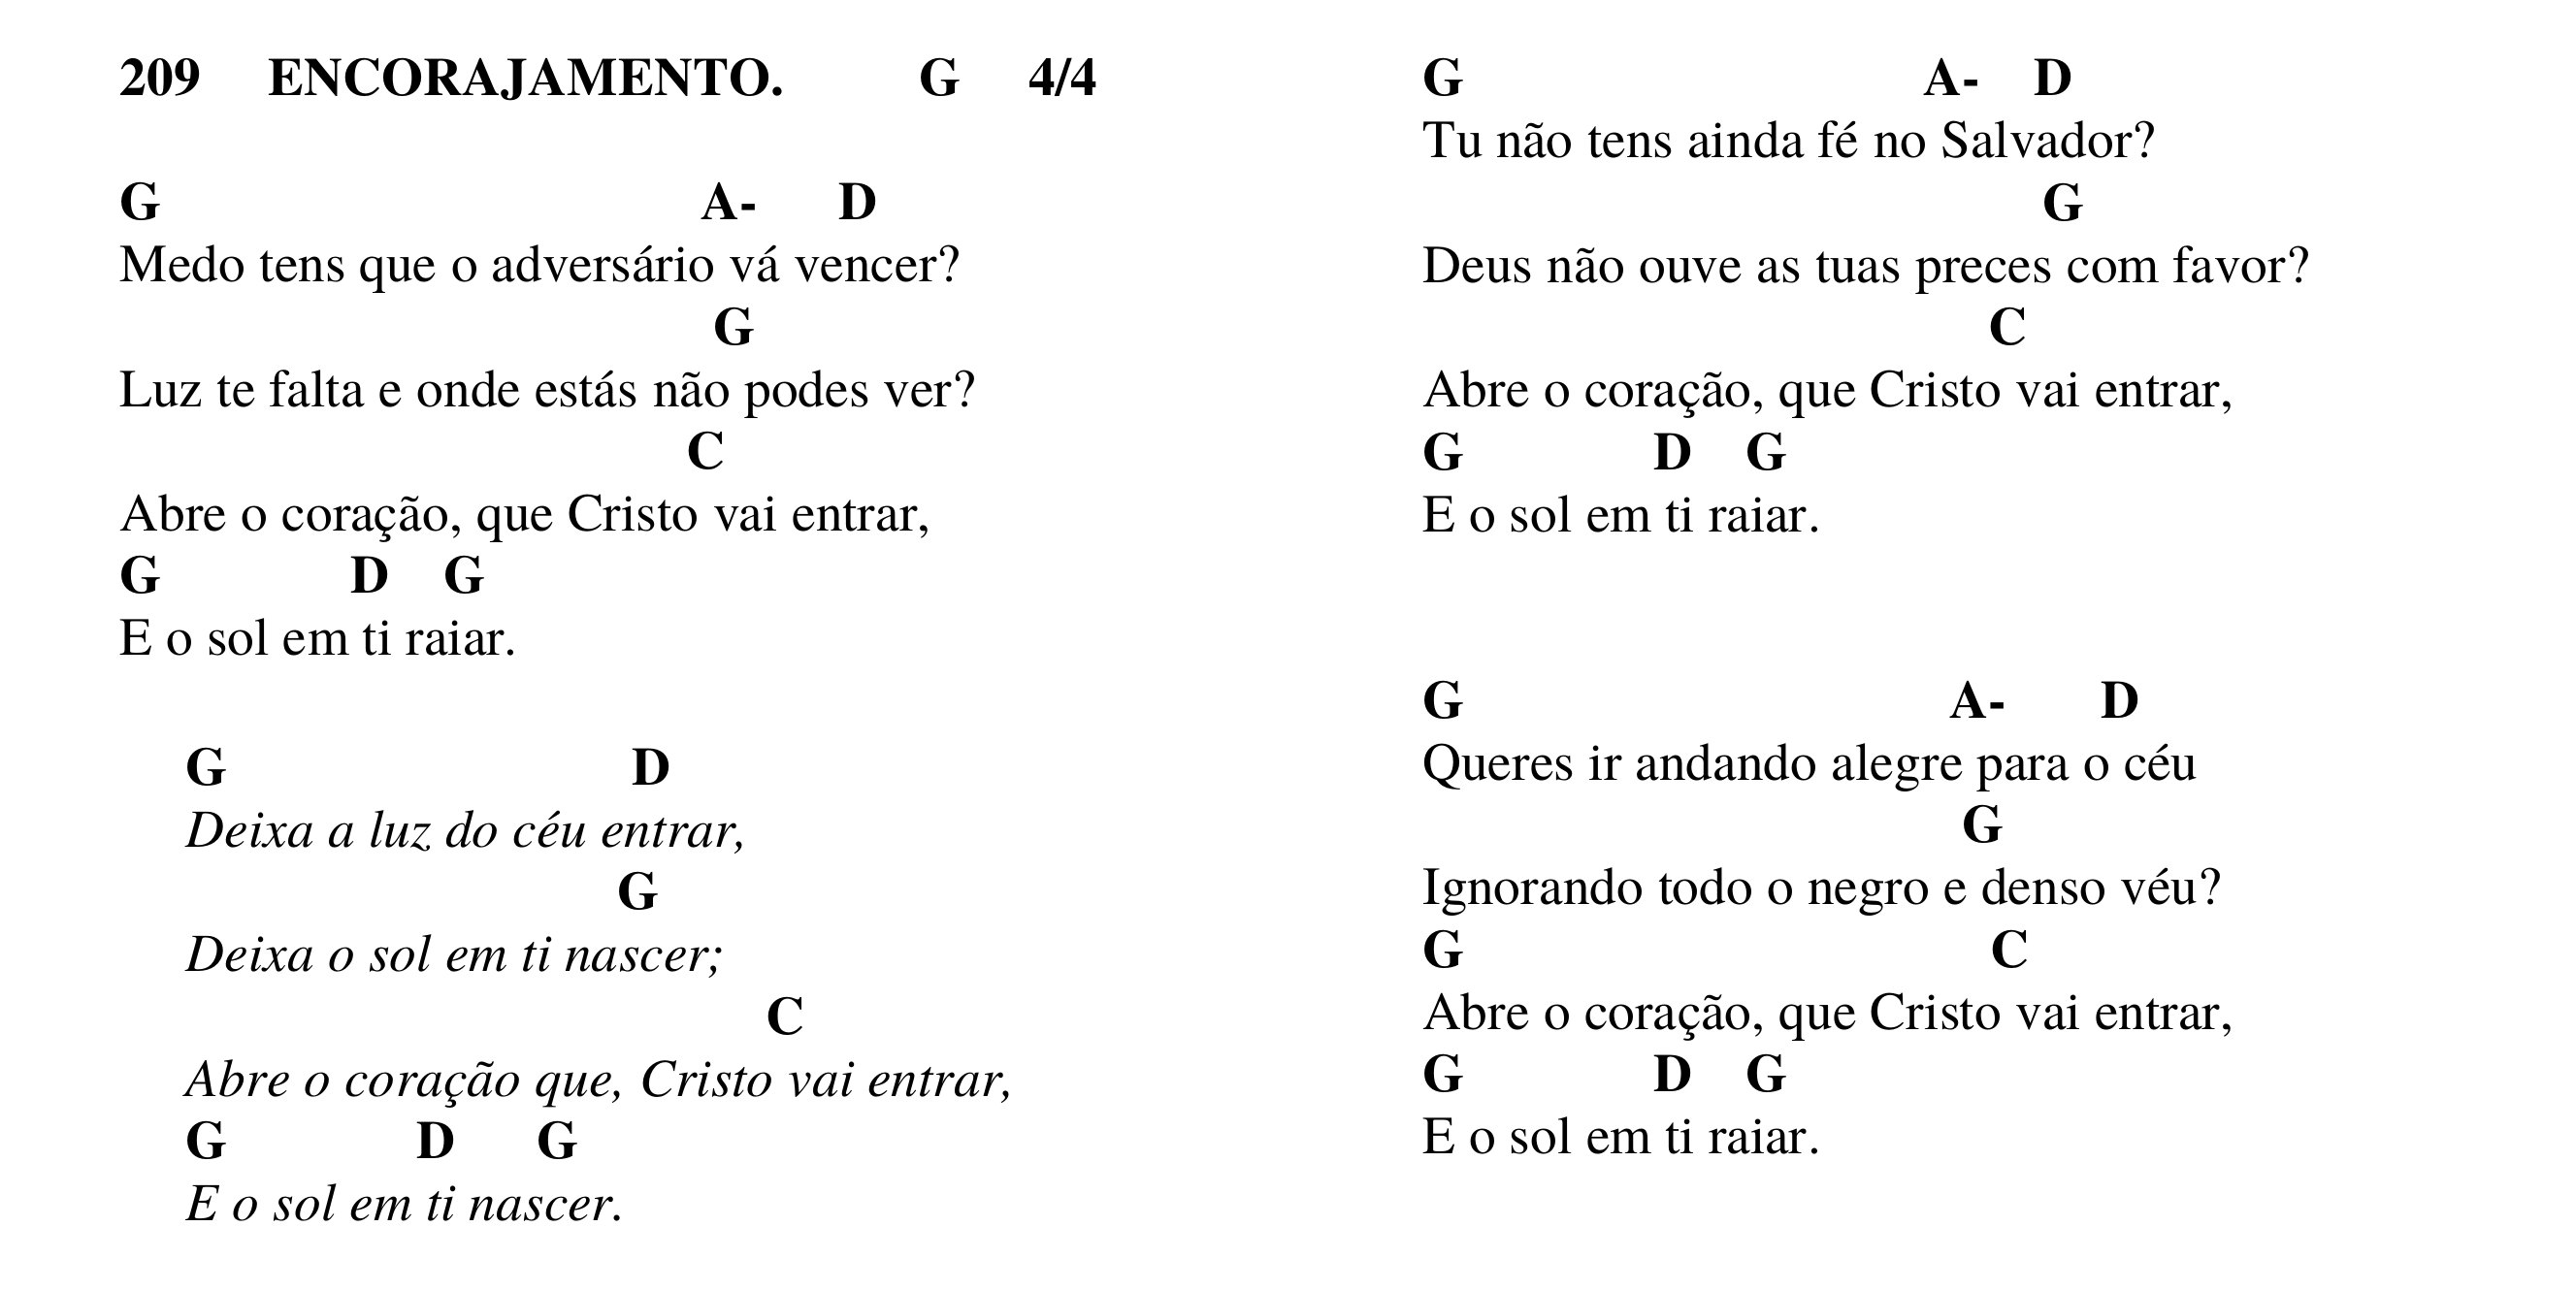 209 ENCORAJAMENTO. G 4/4
G A- D
Medo tens que o adversário vá vencer?
G
Luz te falta e onde estás não podes ver?
C
Abre o coração, que Cristo vai entrar,
G D G
E o sol em ti raiar.
G D
Deixa a luz do céu entrar,
G
Deixa o sol em ti nascer;
C
Abre o coração que, Cristo vai entrar,
G D G
E o sol em ti nascer.
G A- D
Tu não tens ainda fé no Salvador?
G
Deus não ouve as tuas preces com favor?
C
Abre o coração, que Cristo vai entrar,
G D G
E o sol em ti raiar.
G A- D
Queres ir andando alegre para o céu
G
Ignorando todo o negro e denso véu?
G C
Abre o coração, que Cristo vai entrar,
G D G
E o sol em ti raiar.